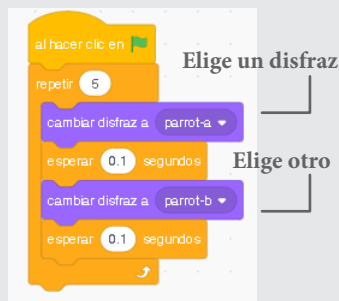 al hacer clic en
Elige un disfraz
repetir 5
cambiar disfraz a parrot-a
esperar 0.1 segundos
Elige otro
cambiar disfraz a parrot-b
esperar 0.1 segundos